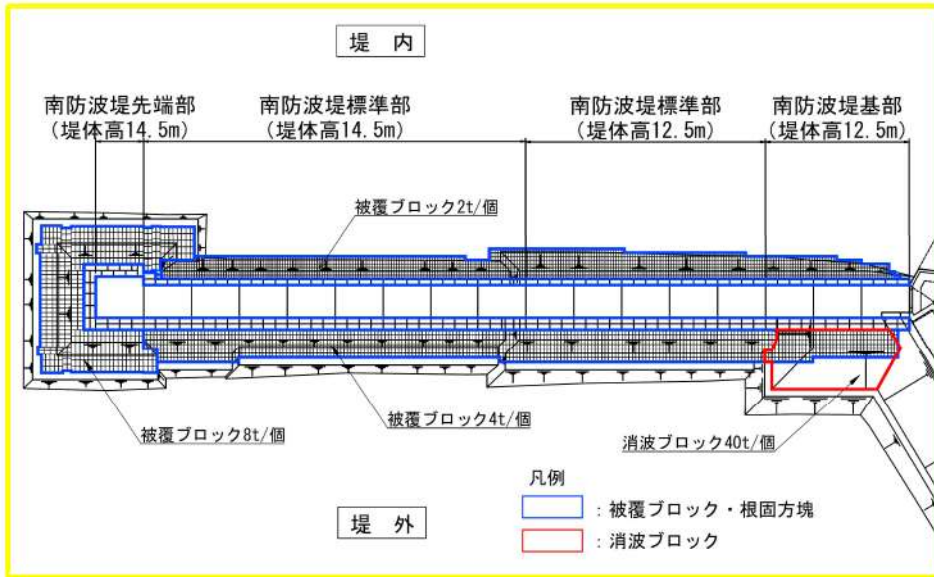 堤 内
南防波堤先端部
(堤体高14.5m)
南防波堤標準部
(堤体高14.5m)
南防波堤標準部
(堤体高12.5m)
南防波堤基部
(堤体高12.5m)
被覆ブロック2t/個
被覆ブロック8t/個
被覆ブロック4t/個
消波ブロック40t/個
堤 外
凡例
：被覆ブロック・根固方塊
：消波ブロック